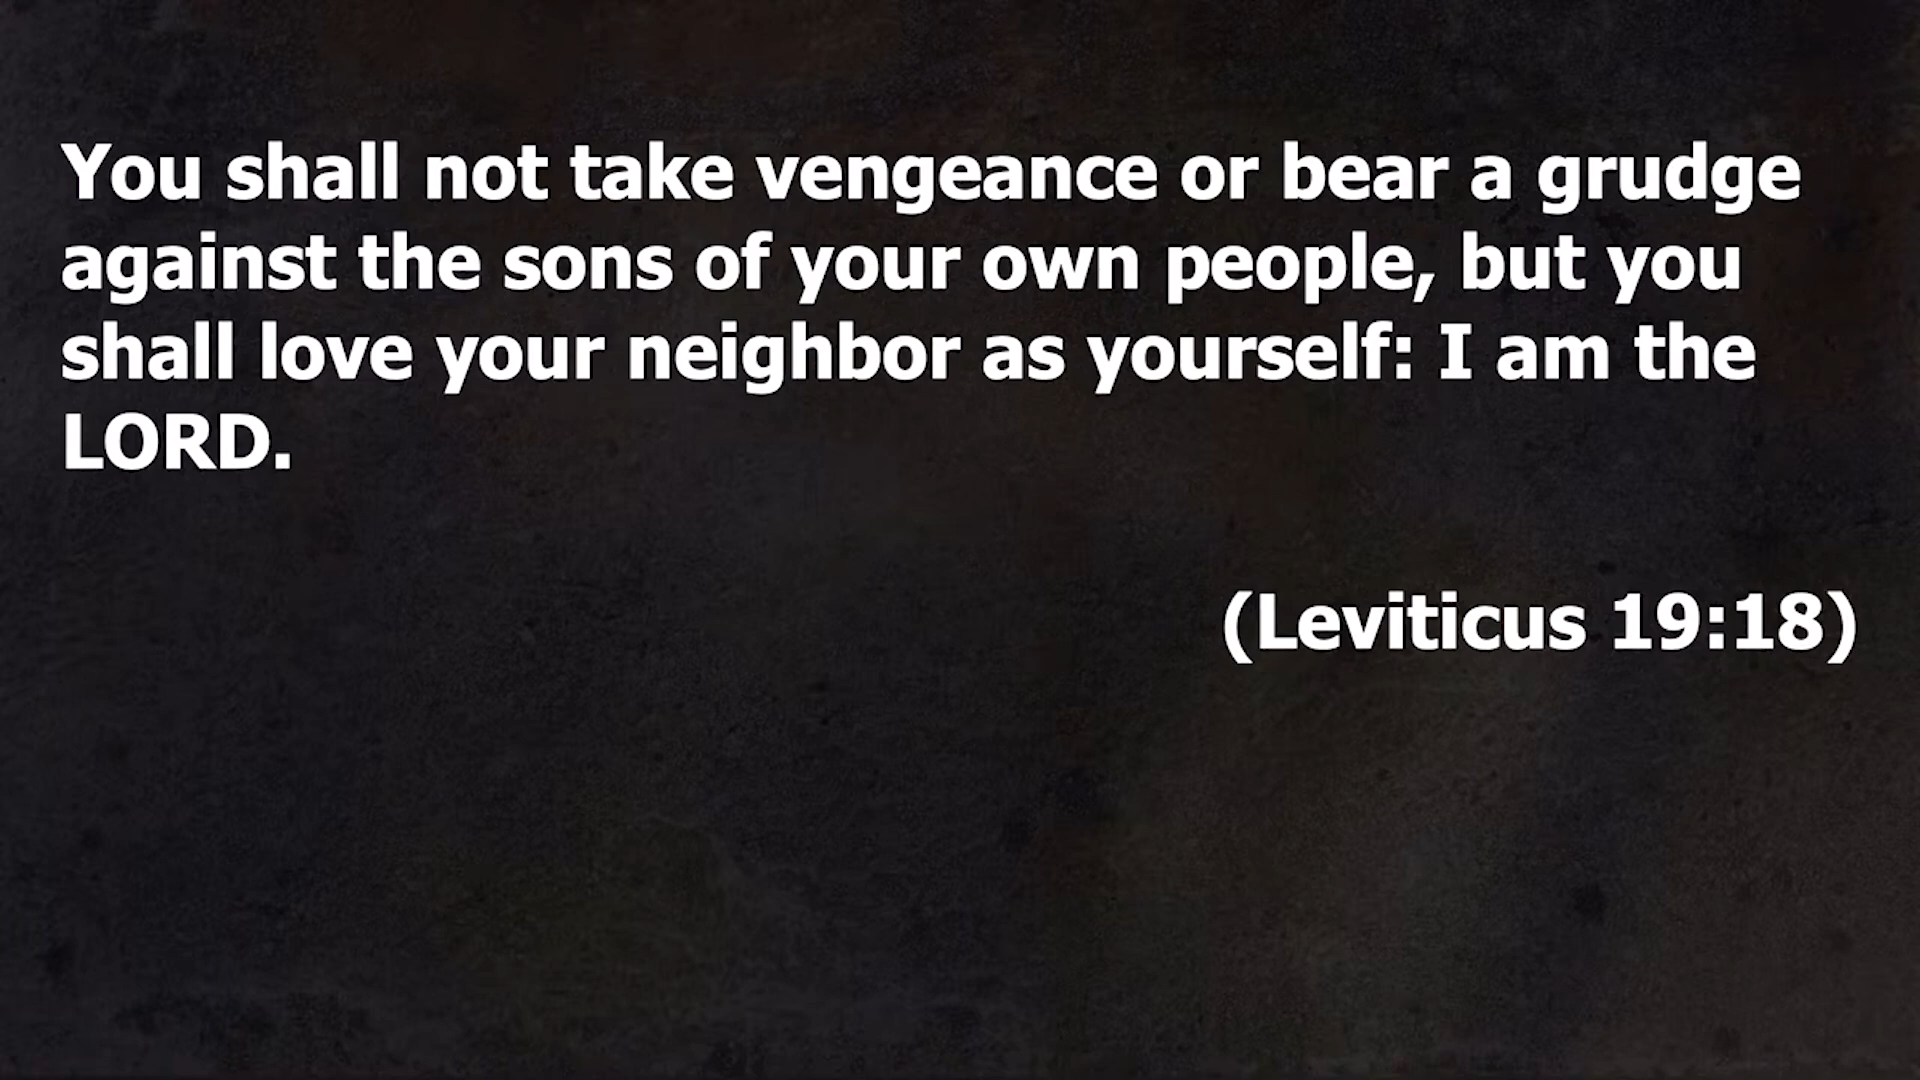 You shall not take vengeance or bear a grudge
against the sons of your own people, but you
shall love your neighbor as yourself: I am the
LORD.
(Leviticus 19:18)